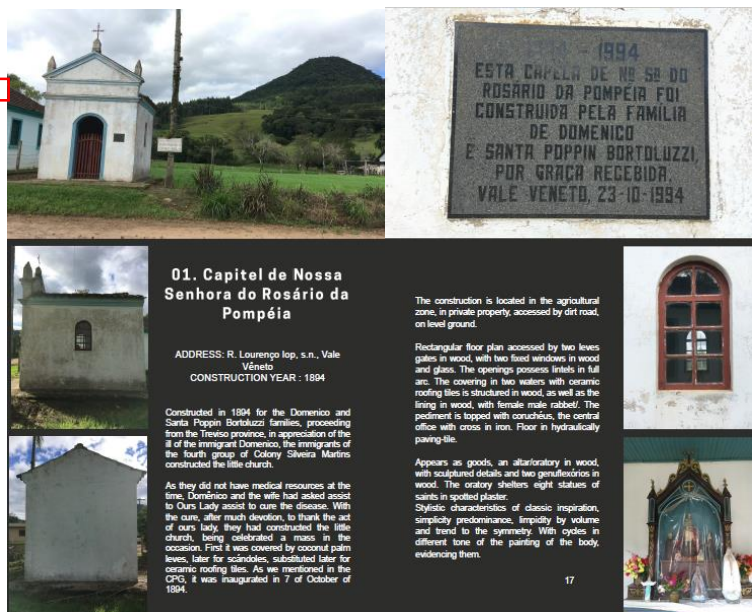 1994
ESTA CAPELA DE Nª Sª DO
ROSÁRIO DA POMPÉIA FOI
CONSTRUIDA PELA FAMÍLIA
DE DOMENICO
E SANTA POPPIN BORTOLUZZI,
POR GRAÇA RECEBIDA.
VALE VENETO, 23-10-1994
01. Capitel de Nossa
Senhora do Rosário da
Pompéia
ADDRESS: R. Lourenço Iop, s.n., Vale
Vêneto
CONSTRUCTION YEAR : 1894
Constructed in 1894 for the Domenico and
Santa Poppin Bortoluzzi families, proceeding
from the Treviso province, in appreciation of the
ill of the immigrant Domenico, the immigrants of
the fourth group of Colony Silveira Martins
constructed the little church.
As they did not have medical resources at the
time, Domênico and the wife had asked assist
to Ours Lady assist to cure the disease. With
the cure, after much devotion, to thank the act
of ours lady, they had constructed the little
church, being celebrated a mass in the
occasion. First it was covered by coconut palm
leves, later for scândoles, substituted later for
ceramic roofing tiles. As we mentioned in the
CPG, it was inaugurated in 7 of October of
1894.
The construction is located in the agricultural
zone, in private property, accessed by dirt road,
on level ground.
Rectangular floor plan accessed by two leves
gates in wood, with two fixed windows in wood
and glass. The openings possess lintels in full
arc. The covering in two waters with ceramic
roofing tiles is structured in wood, as well as the
lining in wood, with female male rabbet/. The
pediment is topped with coruchéus, the central
office with cross in iron. Floor in hydraulically
paving-tile.
Appears as goods, an altar/oratory in wood,
with sculptured details and two genuflexórios in
wood. The oratory shelters eight statues of
saints in spotted plaster.
Stylistic characteristics of classic inspiration,
simplicity predominance, limpidity by volume
and trend to the symmetry. With cycles in
different tone of the painting of the body,
evidencing them.
17